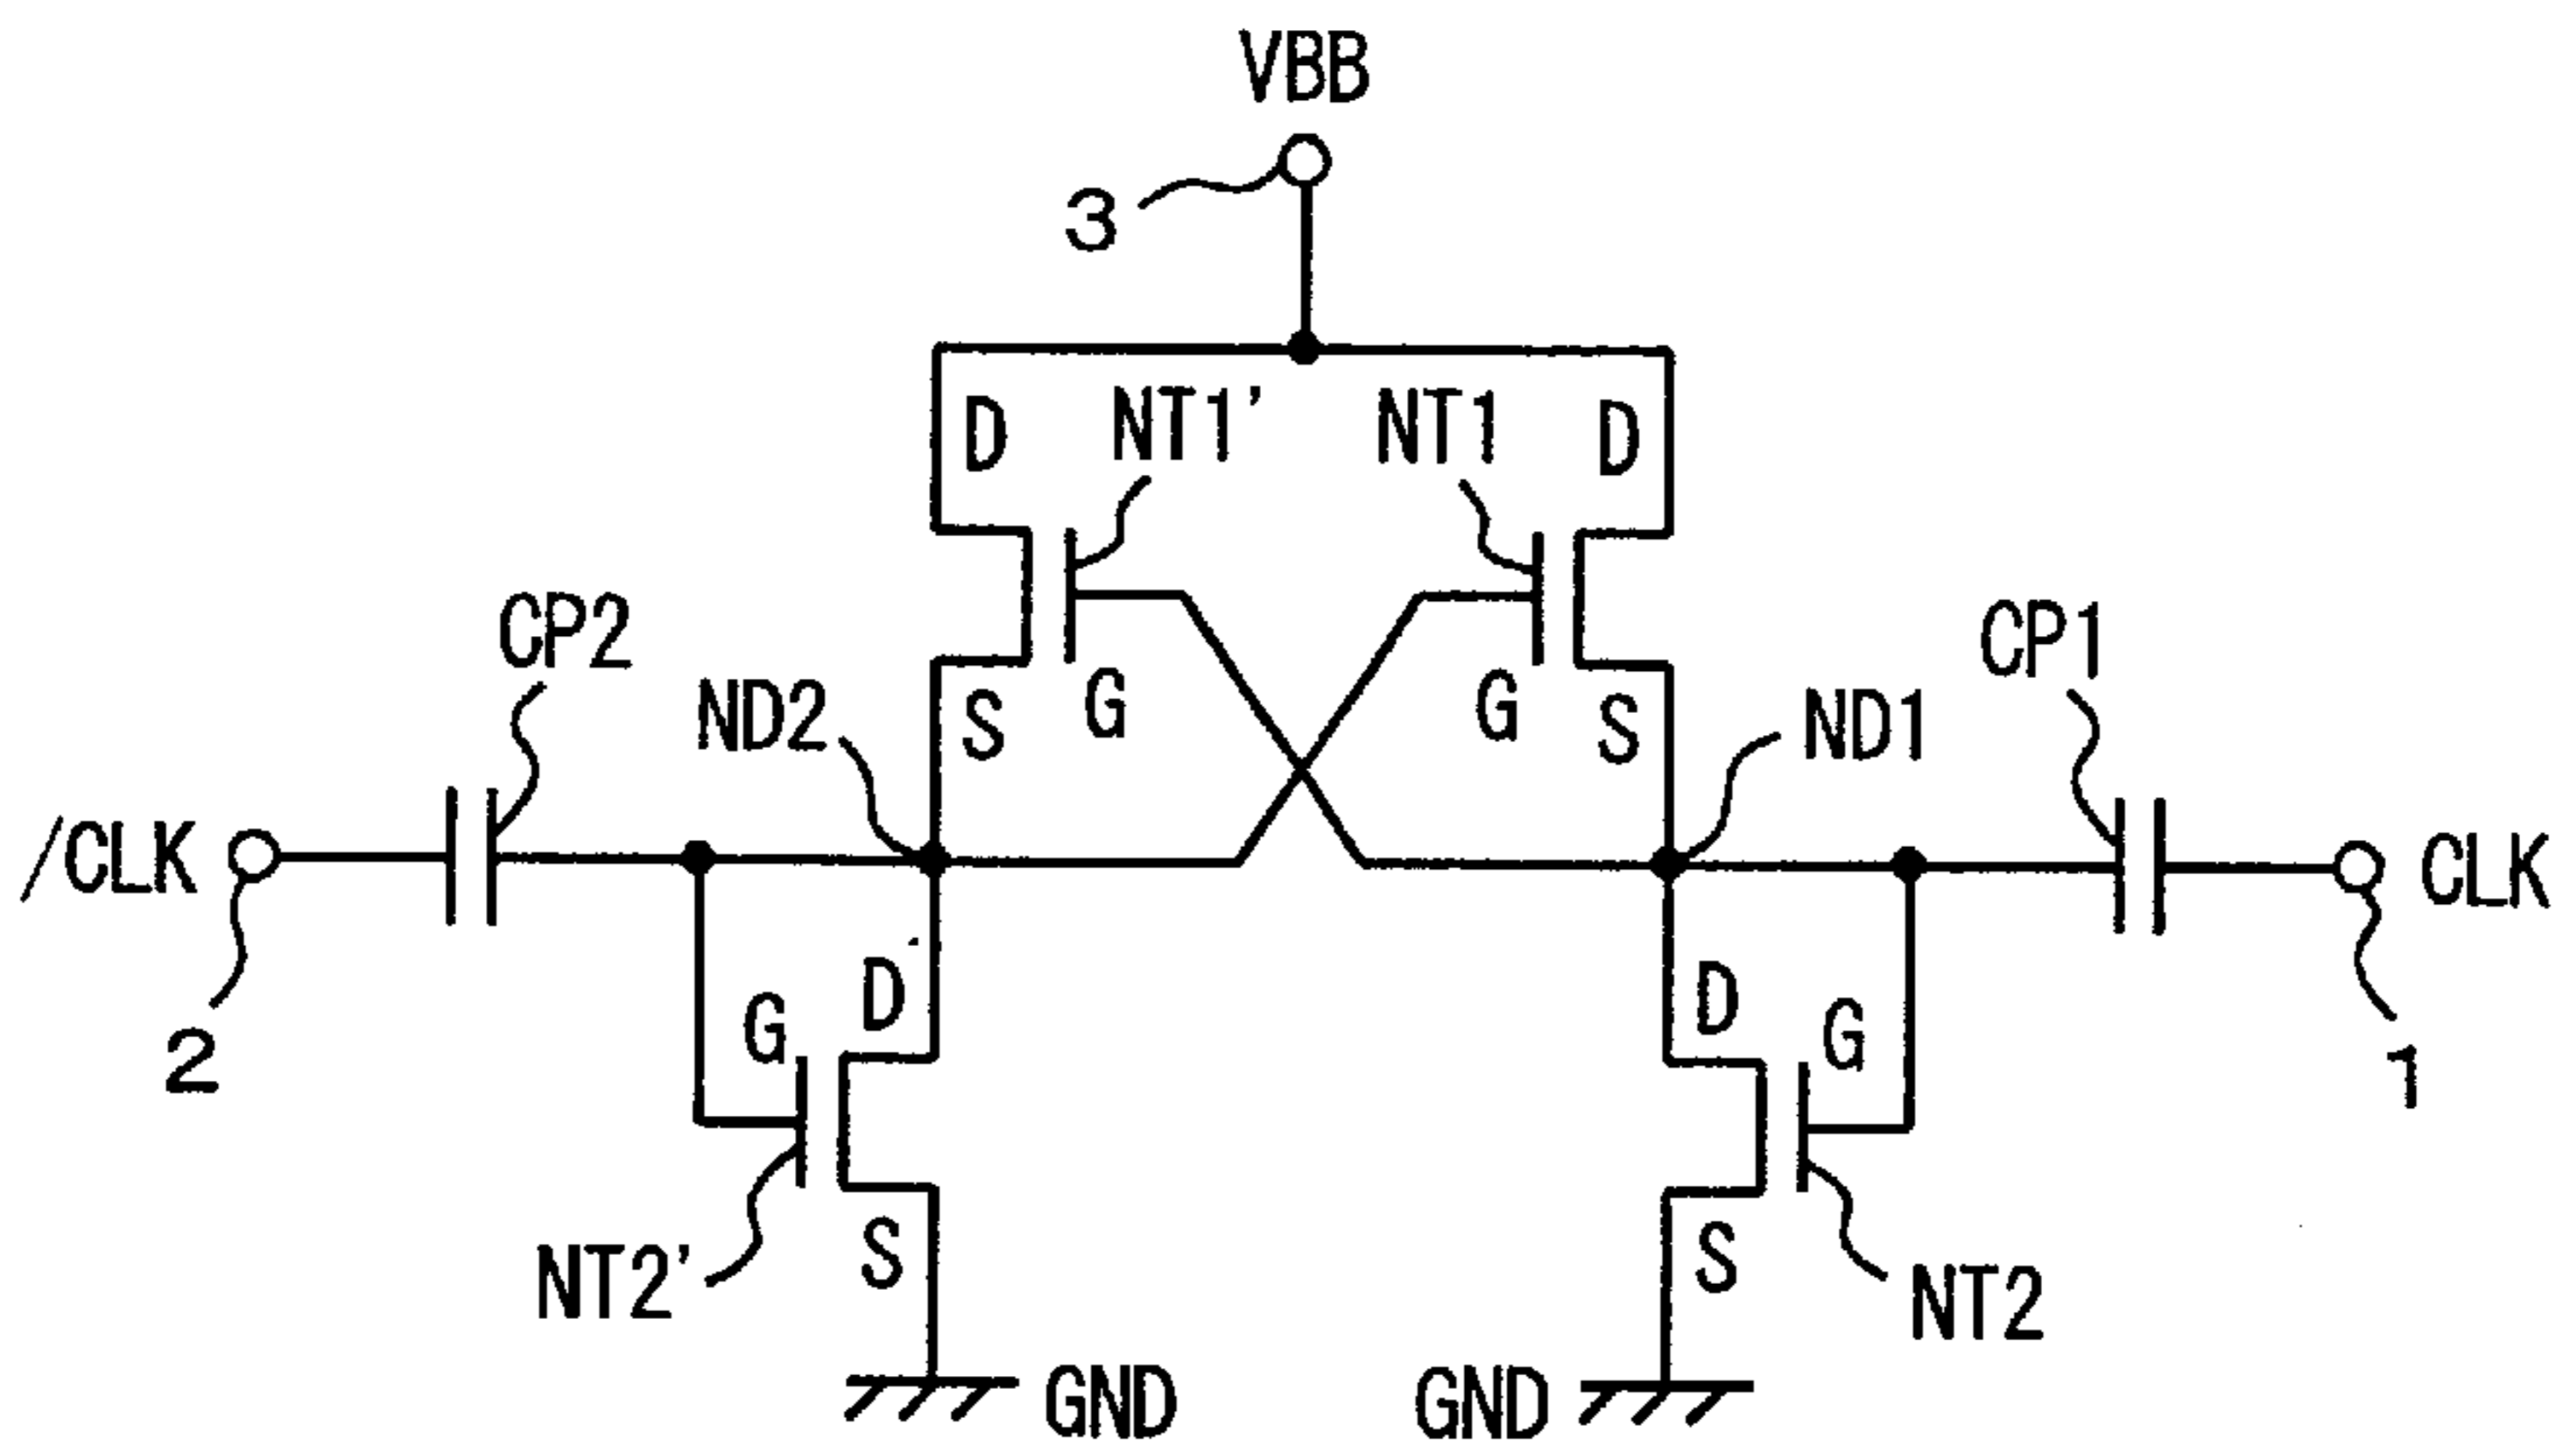 VBB
3
D NT1' NT1 D
CP2 CP1
ND2 S G G S ND1
/CLK CLK
G D D G
2 1
NT2' S S NT2
GND GND